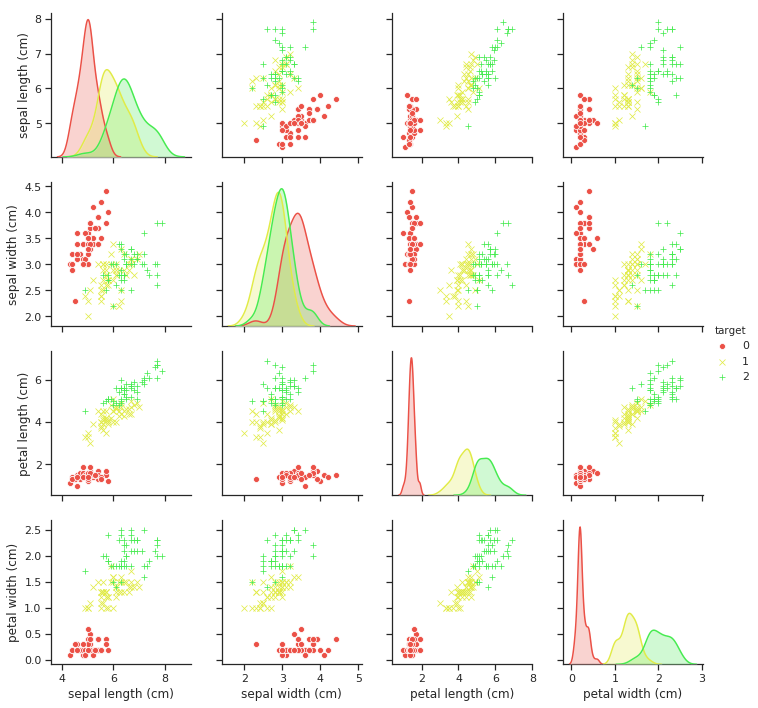 8
7
6
5
sepal length (cm)
4.5
4.0
3.5
3.0
2.5
2.0
sepal width (cm)
target
0
1
2
6
4
2
petal length (cm)
2.5
2.0
1.5
1.0
0.5
0.0
petal width (cm)
4 6 8
sepal length (cm)
2 3 4 5
sepal width (cm)
2 4 6 8
petal length (cm)
0 1 2 3
petal width (cm)